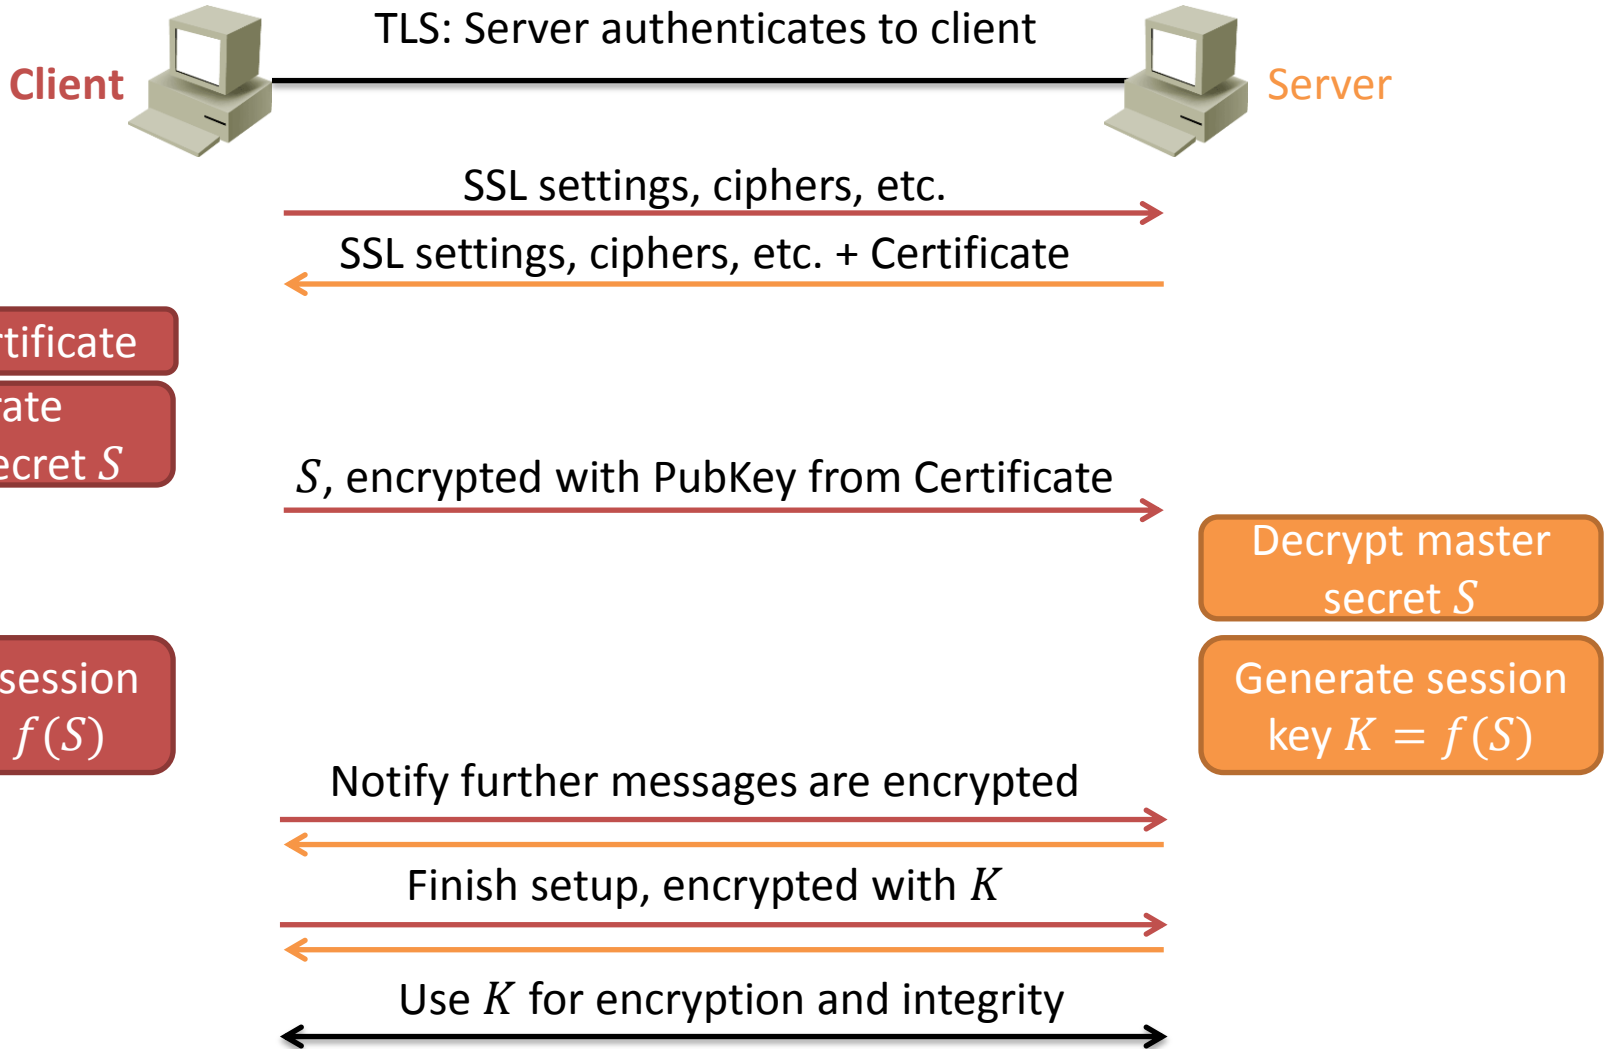 TLS: Server authenticates to client
Client
Server
SSL settings, ciphers, etc.
SSL settings, ciphers, etc. + Certificate
rtificate
rate
ecret S
S, encrypted with PubKey from Certificate
Decrypt master
secret S
session
f(S)
Generate session
key K = f(S)
Notify further messages are encrypted
Finish setup, encrypted with K
Use K for encryption and integrity